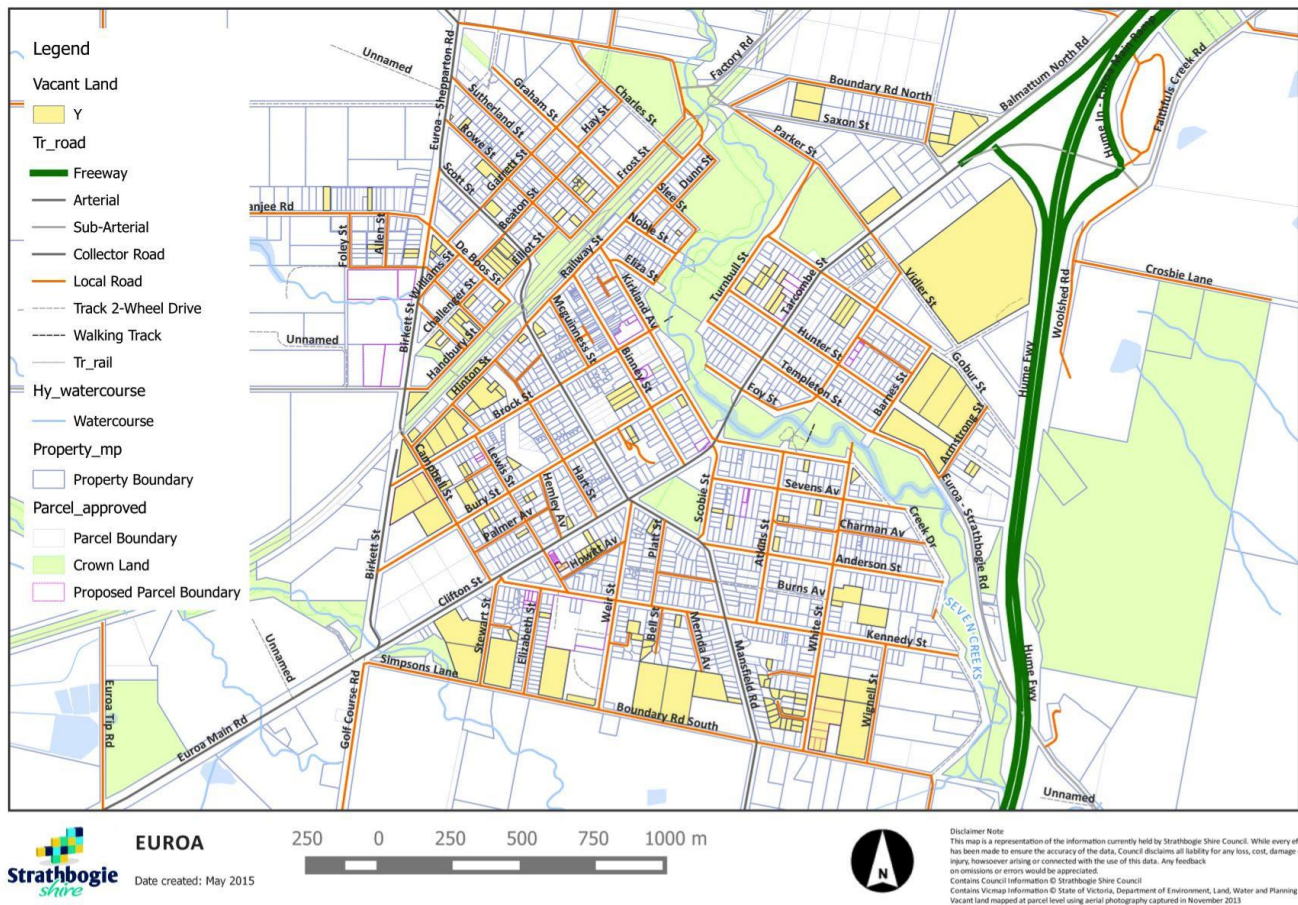 Legend
Vacant Land
Y
Tr_road
Freeway
Arterial
Sub-Arterial
Collector Road
Local Road
Track 2-Wheel Drive
Walking Track
Tr_rail
Hy_watercourse
Watercourse
Property_mp
Property Boundary
Parcel_approved
Parcel Boundary
Crown Land
Proposed Parcel Boundary
Unnamed
Euroa - Shepparton Rd
Graham St
Sutherland St
Hay St
Charles St
Rowe St
Garrett St
Scott St
Beaton St
Frost St
Factory Rd
Boundary Rd North
Saxon St
Balmattum North Rd
Faithfuls Creek Rd
Parker St
Dunn St
Slee St
Noble St
Eliza St
anjee Rd
Foley St
Allen St
De Boos St
Elliot St
Railway St
Williams St
Challenger St
Handbury St
Birkett St
Unnamed
Kirkland Av
Mcguinness St
Binney St
Hinton St
Brock St
Turnbull St
Tarcombe St
Vidler St
Hunter St
Templeton St
Foy St
Barnes St
Gobur St
Armstrong St
Hume Fwy
Woolshed Rd
Crosbie Lane
Campbell St
Lewis St
Bury St
Hart St
Hemley Av
Palmer Av
Howitt Av
Clifton St
Birkett St
Scobie St
Platt St
Sevens Av
Atkins St
Charman Av
Creek Dr
Anderson St
Euroa - Strathbogie Rd
Burns Av
White St
Kennedy St
SEVEN CREEKS
Stewart St
Elizabeth St
Weir St
Bell St
Mernda Av
Mansfield Rd
Wignell St
Hume Fwy
Simpsons Lane
Boundary Rd South
Golf Course Rd
Unnamed
Euroa Main Rd
Euroa Tip Rd
Unnamed
Strathbogie
shire
EUROA
Date created: May 2015
250 0 250 500 750 1000 m
N
Disclaimer Note
This map is a representation of the information currently held by Strathbogie Shire Council. While every ef
has been made to ensure the accuracy of the data, Council disclaims all liability for any loss, cost, damage
injury, howsoever arising or connected with the use of this data. Any feedback
on omissions or errors would be appreciated.
Contains Council Information © Strathbogie Shire Council
Contains Vicmap Information © State of Victoria, Department of Environment, Land, Water and Planning
Vacant land mapped at parcel level using aerial photography captured in November 2013